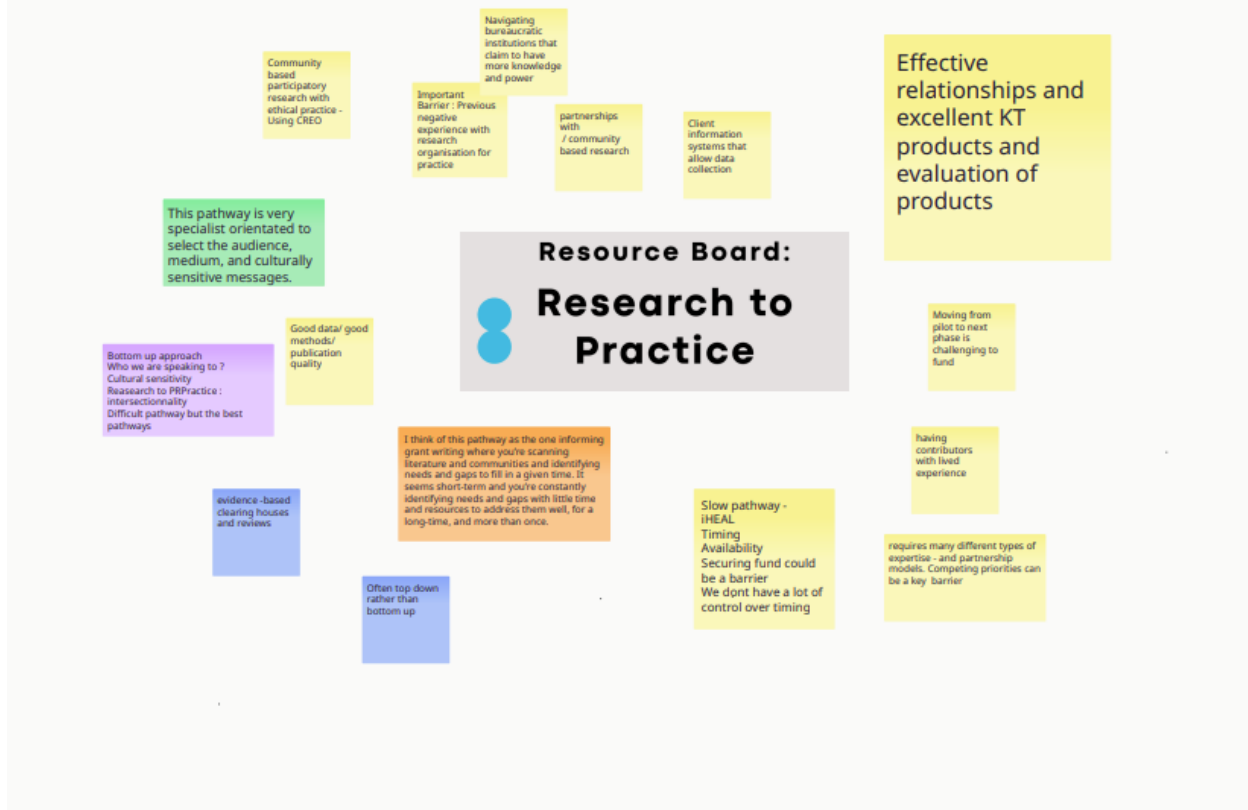 Navigating
bureaucratic
institutions that
claim to have
more knowledge
and power
Community
based
participatory
research with
ethical practice -
Using CREO
Important
Barrier : Previous
negative
experience with
research
organisation for
practice
partnerships
with
/ community
based research
Client
information
systems that
allow data
collection
Effective
relationships and
excellent KT
products and
evaluation of
products
This pathway is very
specialist orientated to
select the audience,
medium, and culturally
sensitive messages.
Resource Board:
Research to
Practice
Good data/ good
methods/
publication
quality
Moving from
pilot to next
phase is
challenging to
fund
Bottom up approach
Who we are speaking to ?
Cultural sensitivity
Reasearch to PRPractice :
intersectionnality
Difficult pathway but the best
pathways
I think of this pathway as the one informing
grant writing where you're scanning
literature and communities and identifying
needs and gaps to fill in a given time. It
seems short-term and you're constantly
identifying needs and gaps with little time
and resources to address them well, for a
long-time, and more than once.
having
contributors
with lived
experience
evidence -based
clearing houses
and reviews
Slow pathway -
iHEAL
Timing
Availability
Securing fund could
be a barrier
We dont have a lot of
control over timing
requires many different types of
expertise - and partnership
models. Competing priorities can
be a key barrier
Often top down
rather than
bottom up